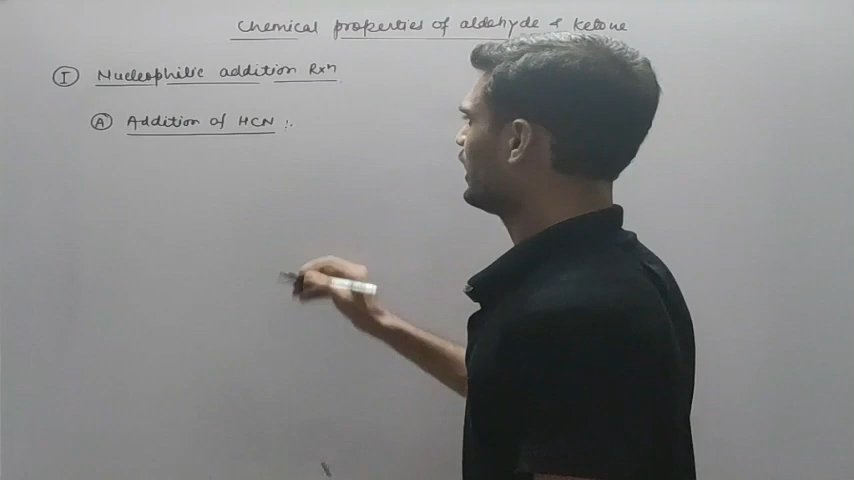 Chemical properties of aldehyde & Ketone
I Nucleophilic addition Rxn
A Addition of HCN :-